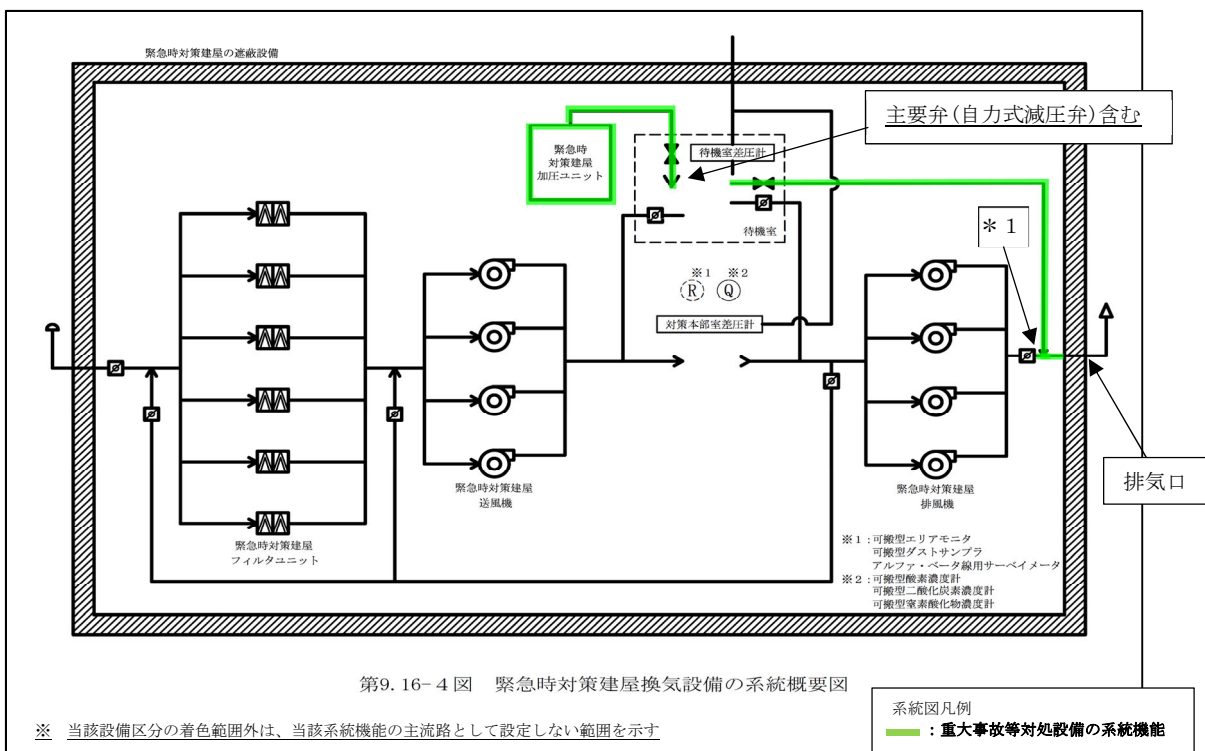 緊急時対策建屋の遮蔽設備
主要弁(自力式減圧弁)含む
緊急時
対策建屋
加圧ユニット
待機室差圧計
待機室
＊１
※1 ※2
R Q
対策本部室差圧計
排気口
緊急時対策建屋
送風機
緊急時対策建屋
排風機
緊急時対策建屋
フィルタユニット
※１：可搬型エリアモニタ
可搬型ダストサンプラ
アルファ・ベータ線用サーベイメータ
※２：可搬型酸素濃度計
可搬型二酸化炭素濃度計
可搬型窒素酸化物濃度計
第9.16-４図 緊急時対策建屋換気設備の系統概要図
※ 当該設備区分の着色範囲外は、当該系統機能の主流路として設定しない範囲を示す
系統図凡例
：重大事故等対処設備の系統機能